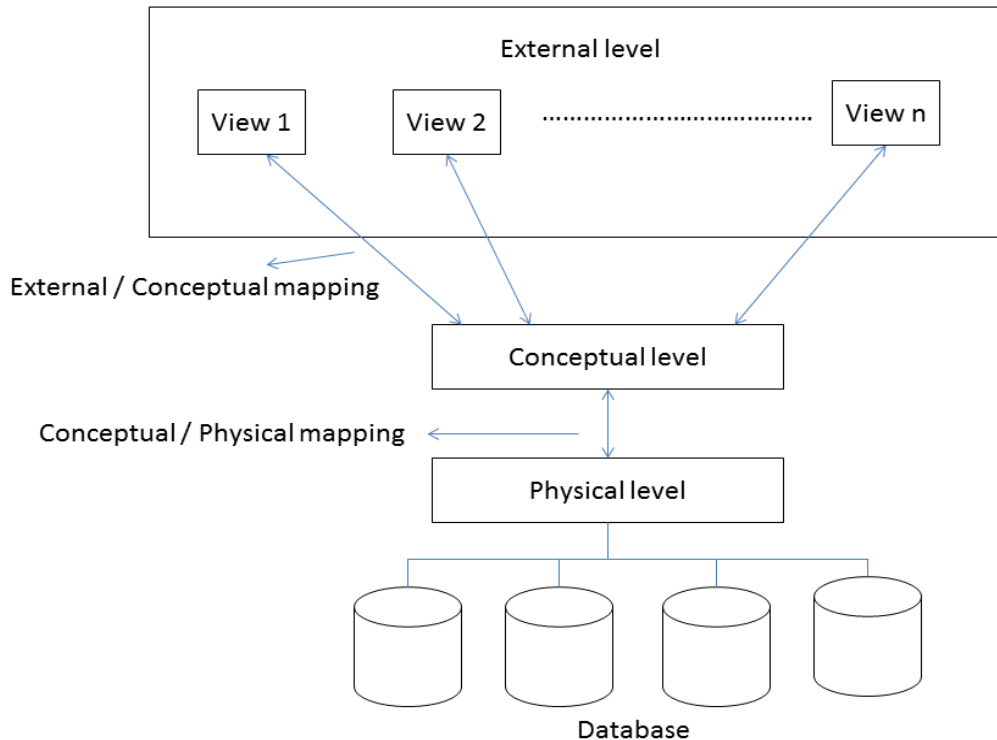 External level
View 1
View 2
…………………………………….
View n
External / Conceptual mapping
Conceptual level
Conceptual / Physical mapping
Physical level
Database